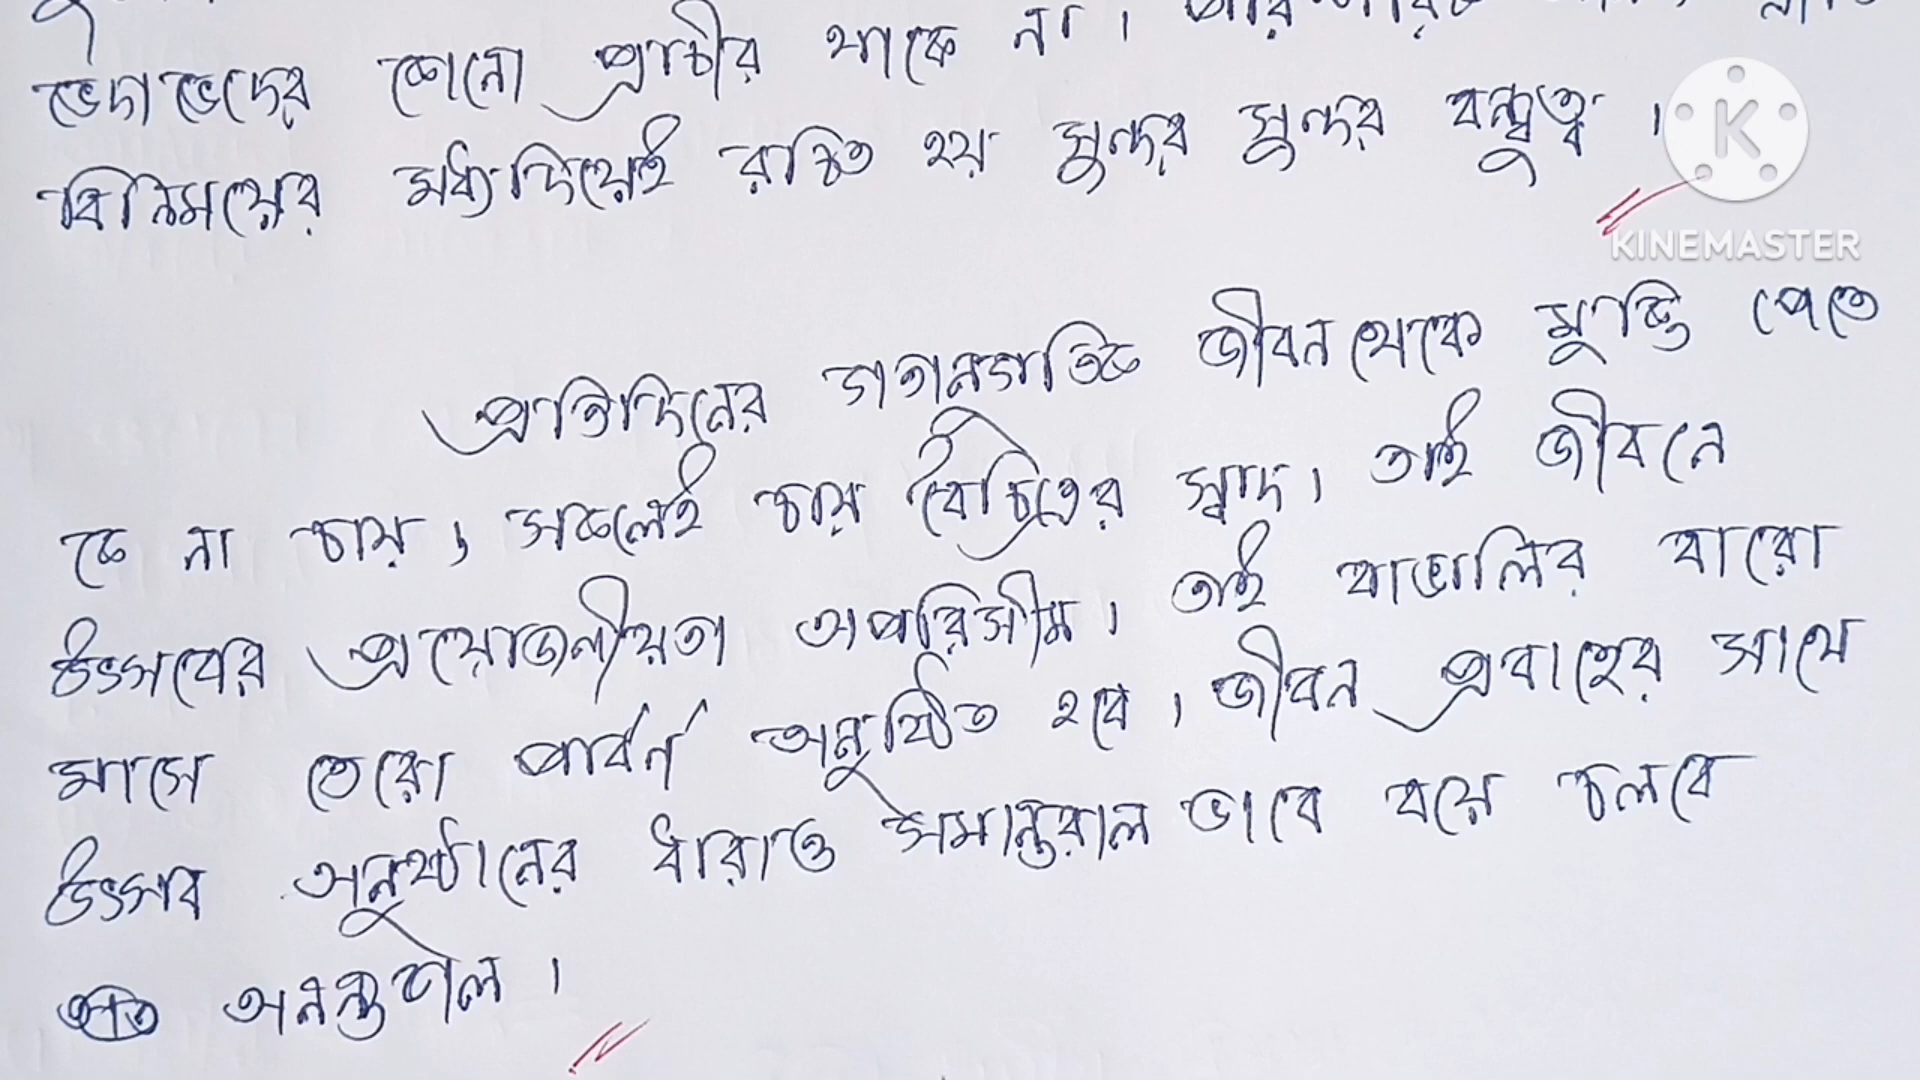 ভেদাভেদের কোনো প্রাচীর থাকে না।
বিনিময়ের মধ্যদিয়েই রচিত হয় সুন্দর সুন্দর বন্ধুত্ব।
KINEMASTER
প্রতিদিনের গতানুগতিক জীবন থেকে মুক্তি পেতে
কে না চায়, সকলেই চায় বৈচিত্রের স্বাদ। তাই জীবনে
উৎসবের প্রয়োজনীয়তা অপরিসীম। তাই বাঙালির বারো
মাসে তেরো পার্বণ অনুষ্ঠিত হবে। জীবন প্রবাহের সাথে
উৎসব অনুষ্ঠানের ধারাও সমান্তরাল ভাবে বয়ে চলবে
অনন্তকাল।